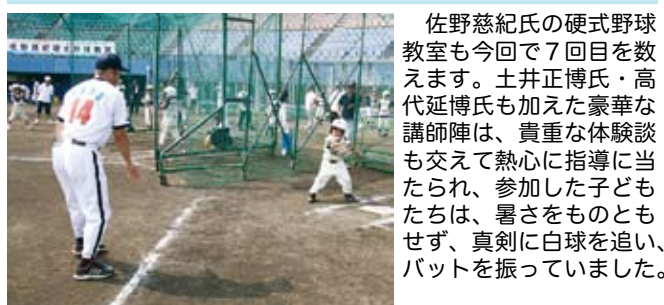 佐野慈紀氏の硬式野球
教室も今回で７回目を数
えます。土井正博氏・高
代延博氏も加えた豪華な
講師陣は、貴重な体験談
も交えて熱心に指導に当
たられ、参加した子ども
たちは、暑さをものとも
せず、真剣に白球を追い、
バットを振っていました。
14